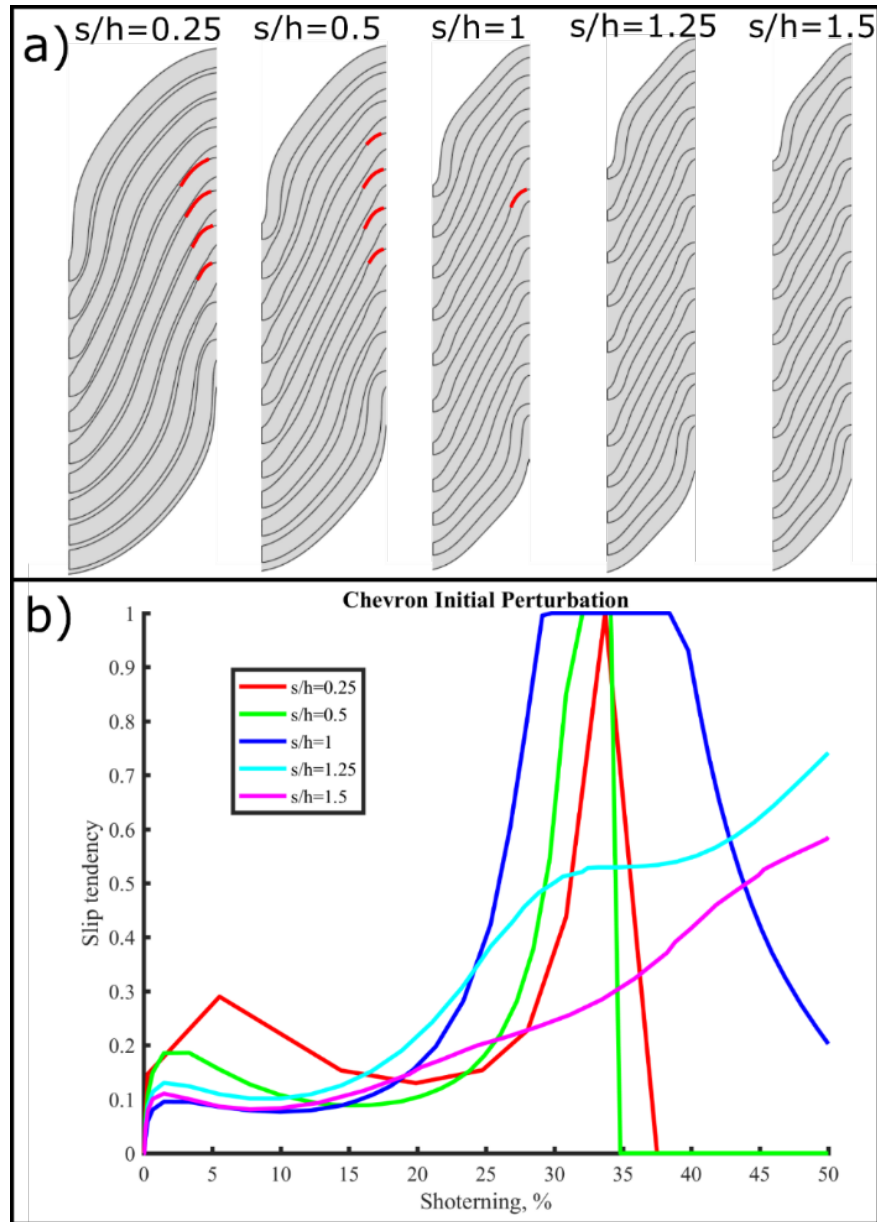 a) s/h=0.25 s/h=0.5 s/h=1 s/h=1.25 s/h=1.5
b) Chevron Initial Perturbation
1
0.9
0.8
0.7
0.6
0.5
0.4
0.3
0.2
0.1
0
Slip tendency
s/h=0.25
s/h=0.5
s/h=1
s/h=1.25
s/h=1.5
0 5 10 15 20 25 30 35 40 45 50
Shoterning, %